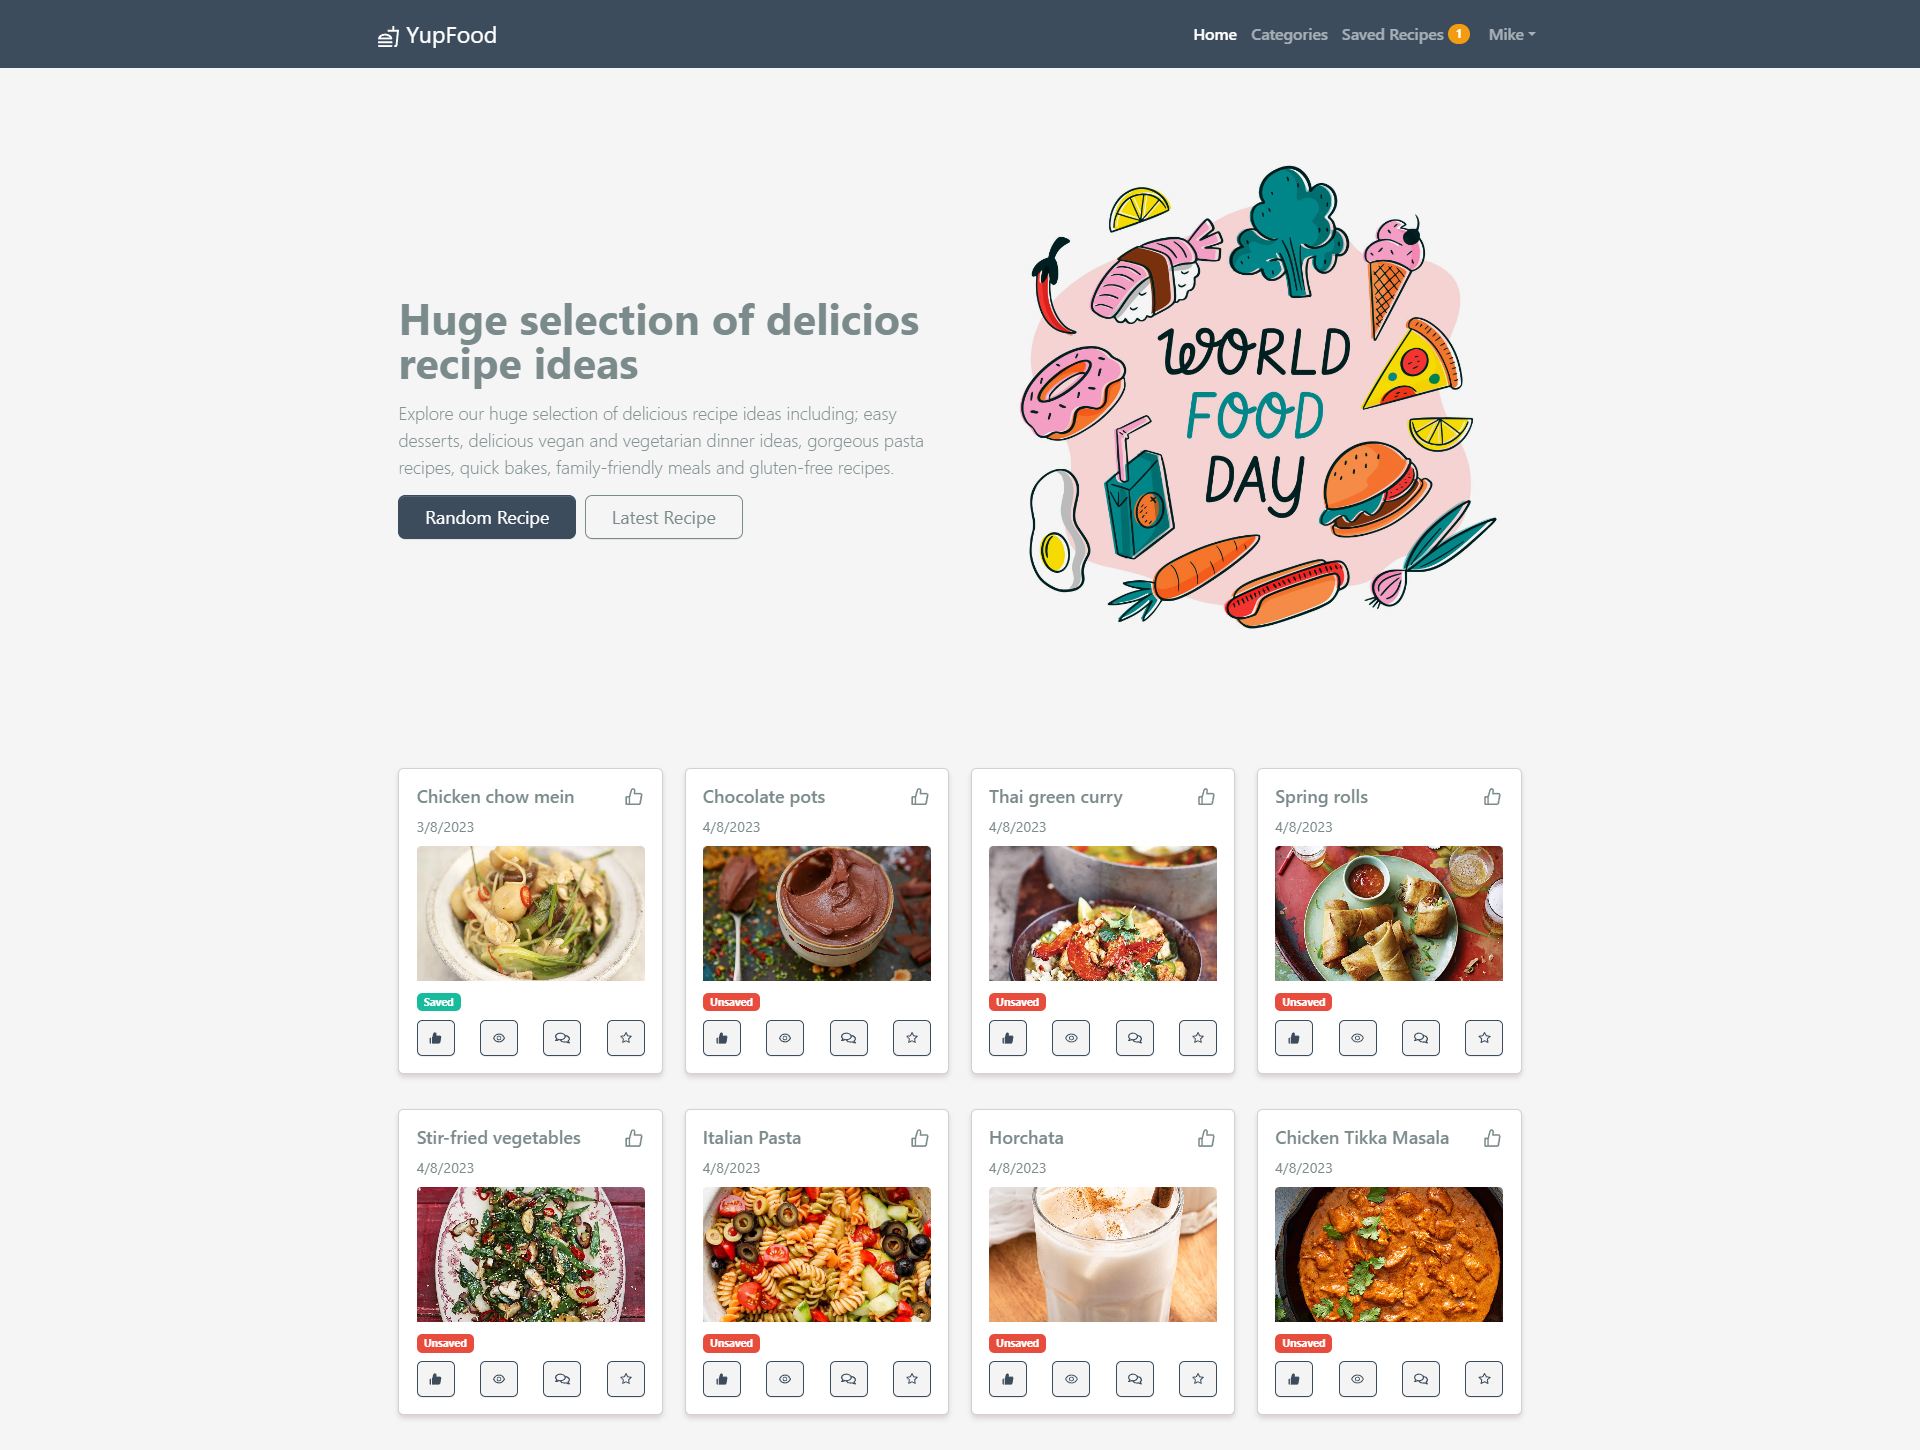 YupFood
Home Categories Saved Recipes 1 Mike
WORLD
FOOD
DAY
Huge selection of delicios
recipe ideas
Explore our huge selection of delicious recipe ideas including; easy
desserts, delicious vegan and vegetarian dinner ideas, gorgeous pasta
recipes, quick bakes, family-friendly meals and gluten-free recipes.
Random Recipe Latest Recipe
Chicken chow mein
3/8/2023
Saved
Chocolate pots
4/8/2023
Unsaved
Thai green curry
4/8/2023
Unsaved
Spring rolls
4/8/2023
Unsaved
Stir-fried vegetables
4/8/2023
Unsaved
Italian Pasta
4/8/2023
Unsaved
Horchata
4/8/2023
Unsaved
Chicken Tikka Masala
4/8/2023
Unsaved